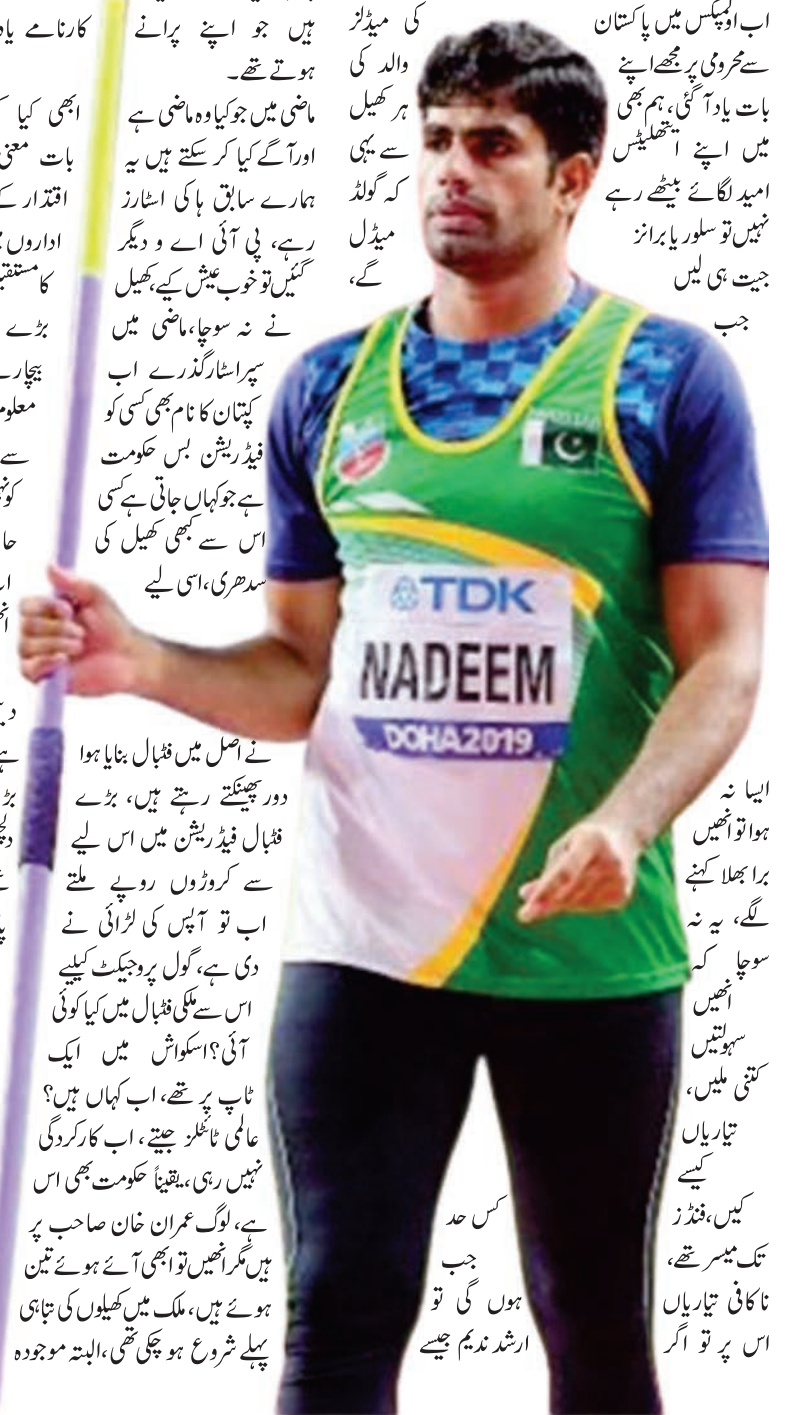 اب اولمپکس میں پاکستان کی میڈلز
سے محرومی پر مجھے اپنے والد کی
بات یاد آ گئی، ہم بھی ہر کھیل
میں اپنے ایتھلیٹس سے یہی
امید لگائے بیٹھے رہے کہ گولڈ
نہیں تو سلور یا برانز میڈل
جیت ہی لیں گے،
جب
ایسا نہ
ہوا تو انھیں
برا بھلا کہنے
لگے، یہ نہ
سوچا کہ
انھیں
سہولتیں
کتنی ملیں،
تیاریاں
کیسے
کیں، فنڈز کس حد
تک میسر تھے، جب
ناکافی تیاریاں ہوں گی تو
اس پر تو اگر ارشد ندیم جیسے
TDK
NADEEM
DOHA 2019
ہیں جو اپنے پرانے
ہوتے تھے۔
ماضی میں جو کیا وہ ماضی ہے
اور آگے کیا کر سکتے ہیں یہ
ہمارے سابق ہاکی اسٹارز
رہے، پی آئی اے و دیگر
گئیں تو خوب عیش کیے، کھیل
نے نہ سوچا، ماضی میں
سپر اسٹار گذرے اب
کپتان کا نام بھی کسی کو
فیڈریشن بس حکومت
ہے جو کہاں جاتی ہے کسی
اس سے کبھی کھیل کی
سدھری، اسی لیے
نے اصل میں فٹبال بنایا ہوا
دور پھینکتے رہتے ہیں، بڑے
فٹبال فیڈریشن میں اس لیے
سے کروڑوں روپے ملتے
اب تو آپس کی لڑائی نے
دی ہے، گول پروجیکٹ کیلیے
اس سے ملکی فٹبال میں کیا کوئی
آئی؟ اسکواش میں ایک
ٹاپ پر تھے، اب کہاں ہیں؟
عالمی ٹائٹلز جیتے، اب کارکردگی
نہیں رہی، یقیناً حکومت بھی اس
ہے، لوگ عمران خان صاحب پر
ہیں مگر انھیں تو ابھی آئے ہوئے تین
ہوئے ہیں، ملک میں کھیلوں کی تباہی
پہلے شروع ہو چکی تھی، البتہ موجودہ
کارنامے
ابھی کیا
بات
اقتدار
اداروں
بڑے
سے